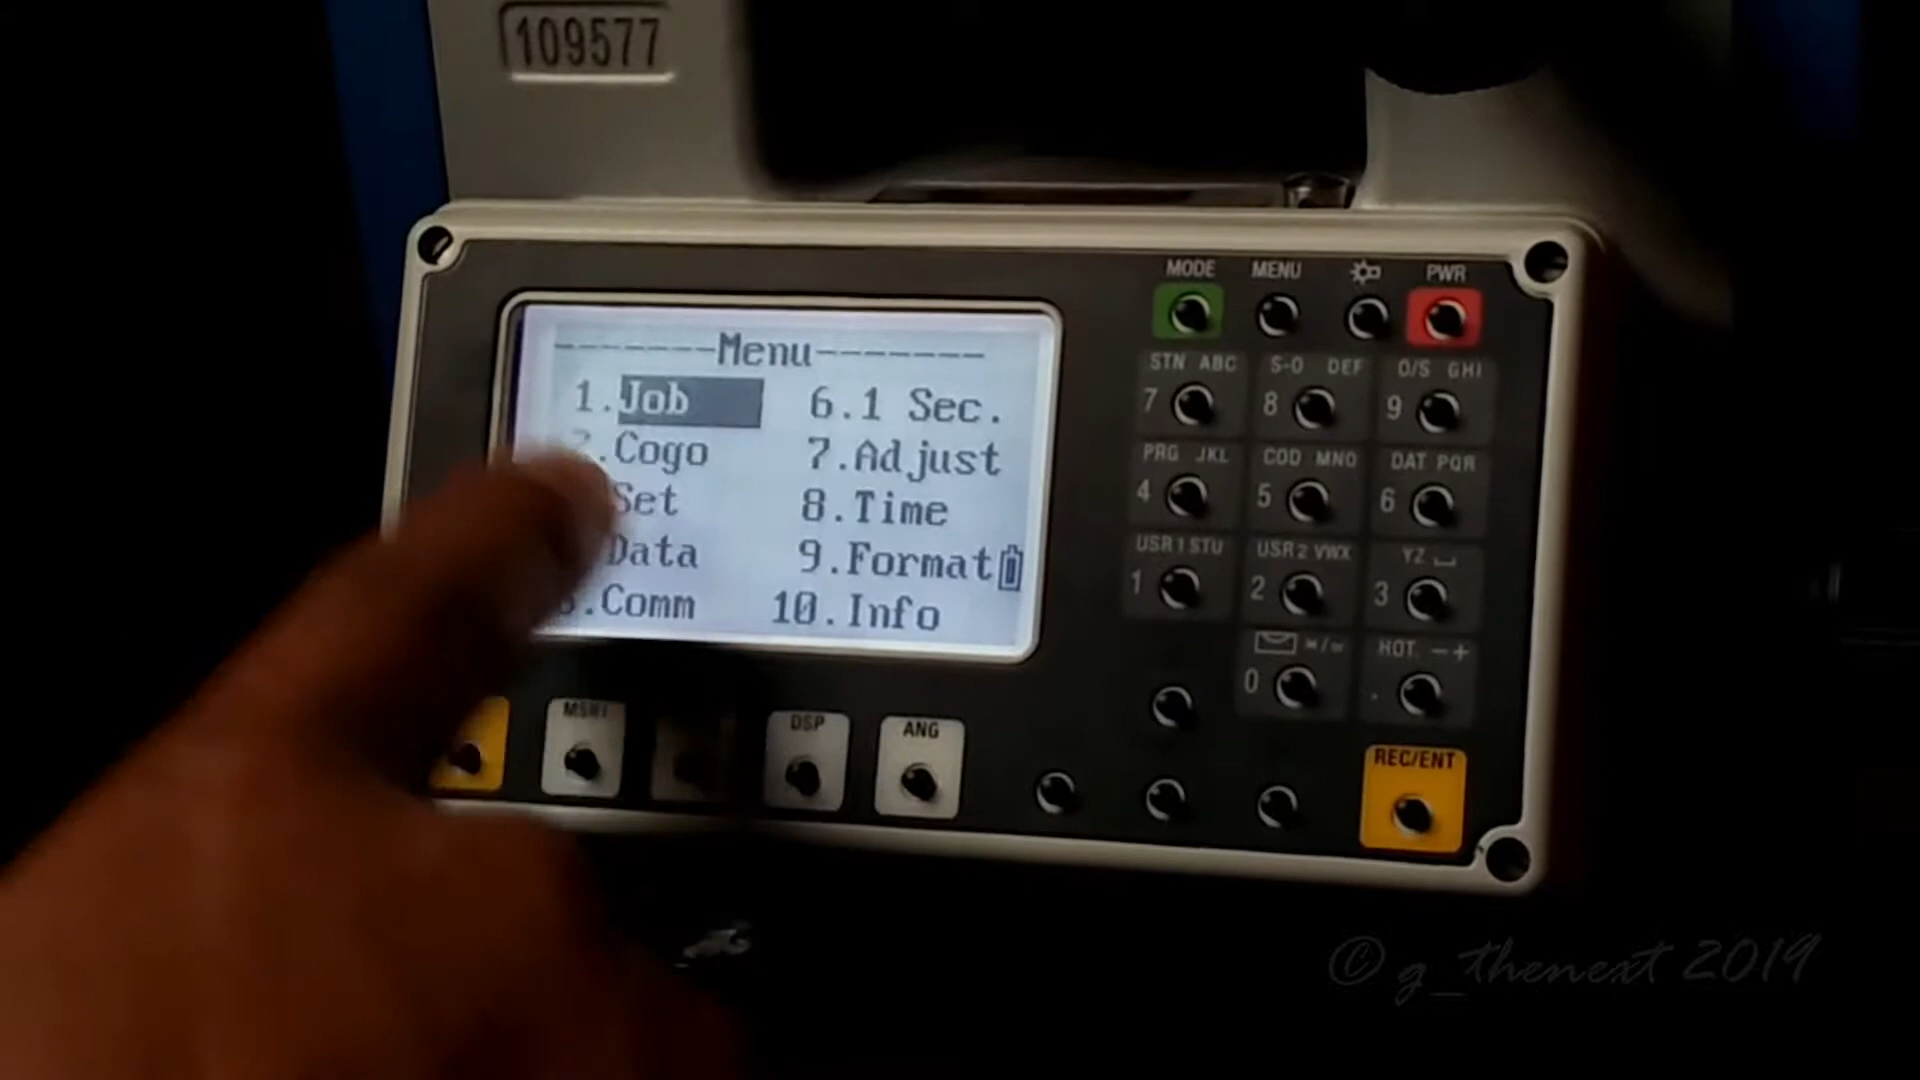 109577
MODE MENU PWR
-------Menu-------
1.Job 6.1 Sec.
.Cogo 7.Adjust
Set 8.Time
Data 9.Format
.Comm 10.Info
STN ABC S-O DEF O/S GHI
7 8 9
PRG JKL COD MNO DAT PQR
4 5 6
USR1 STU USR2 VWX YZ
1 2 3
*/= HOT -+
0 .
MSR1 DSP ANG REC/ENT
© g_thenext 2019